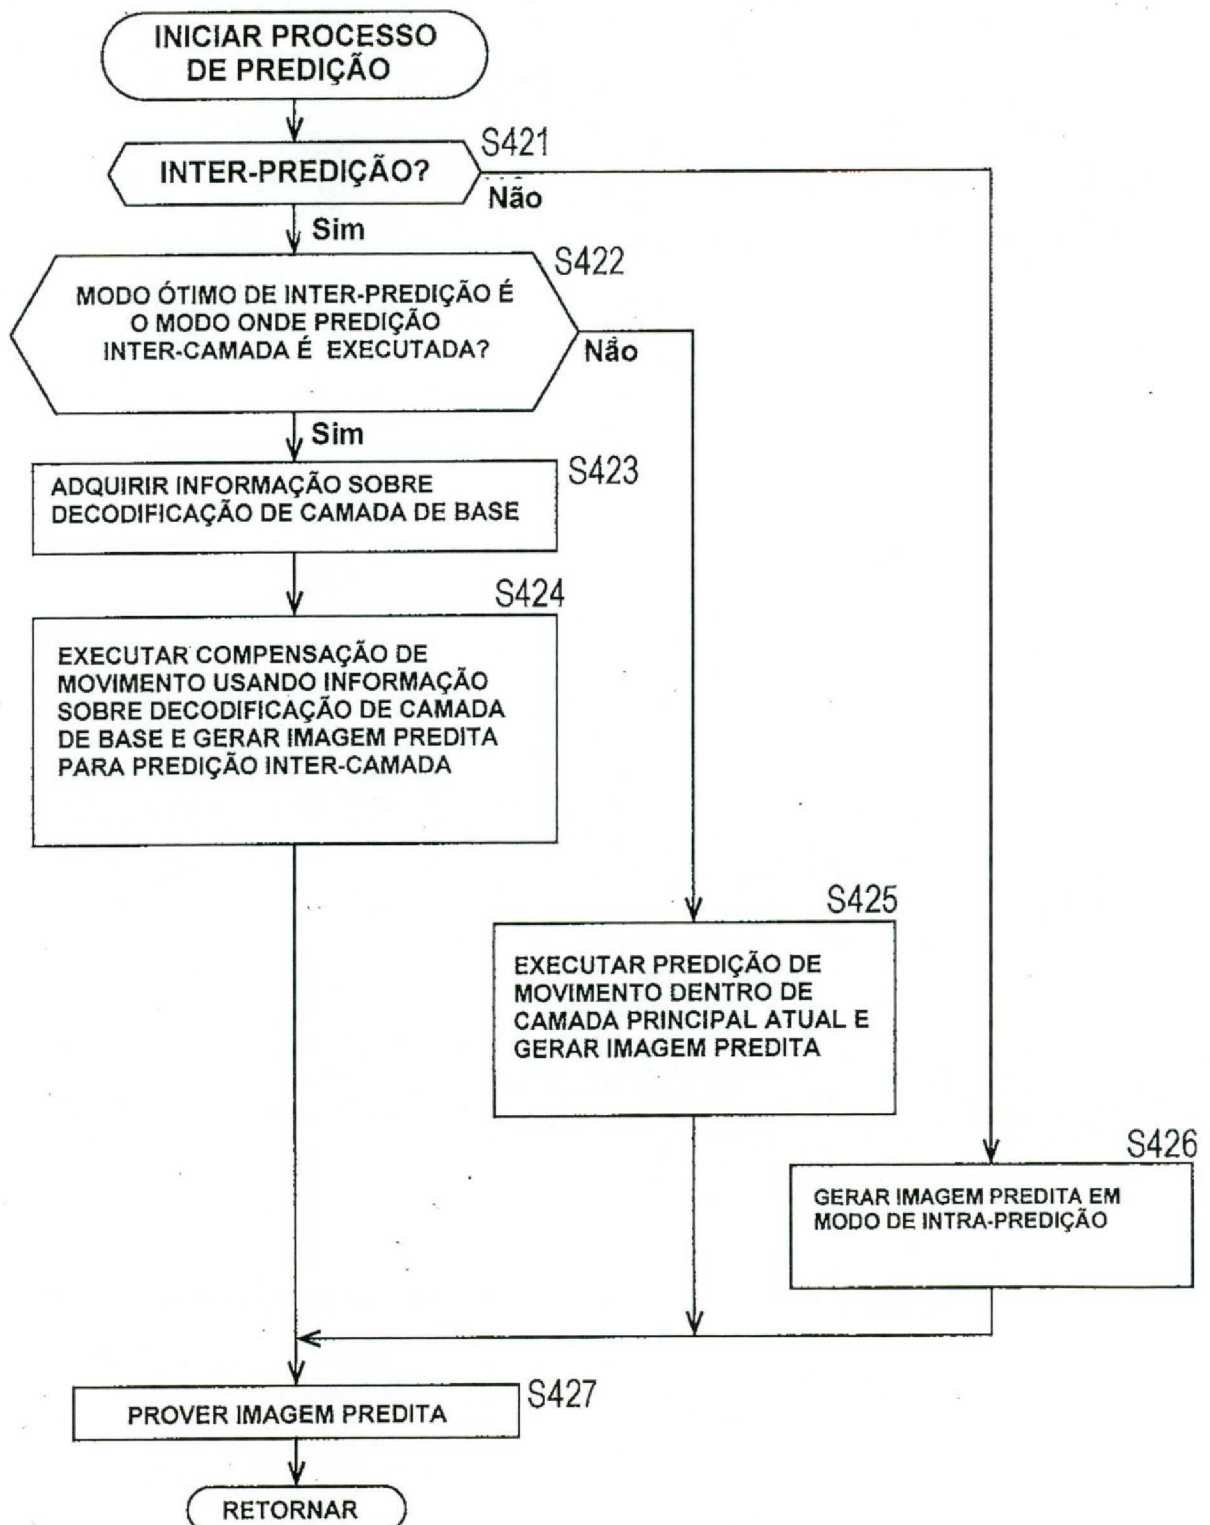 INICIAR PROCESSO
DE PREDIÇÃO
S421
INTER-PREDIÇÃO?
Não
Sim
S422
MODO ÓTIMO DE INTER-PREDIÇÃO É
O MODO ONDE PREDIÇÃO
INTER-CAMADA É EXECUTADA?
Não
Sim
S423
ADQUIRIR INFORMAÇÃO SOBRE
DECODIFICAÇÃO DE CAMADA DE BASE
S424
EXECUTAR COMPENSAÇÃO DE
MOVIMENTO USANDO INFORMAÇÃO
SOBRE DECODIFICAÇÃO DE CAMADA
DE BASE E GERAR IMAGEM PREDITA
PARA PREDIÇÃO INTER-CAMADA
S425
EXECUTAR PREDIÇÃO DE
MOVIMENTO DENTRO DE
CAMADA PRINCIPAL ATUAL E
GERAR IMAGEM PREDITA
S426
GERAR IMAGEM PREDITA EM
MODO DE INTRA-PREDIÇÃO
S427
PROVER IMAGEM PREDITA
RETORNAR